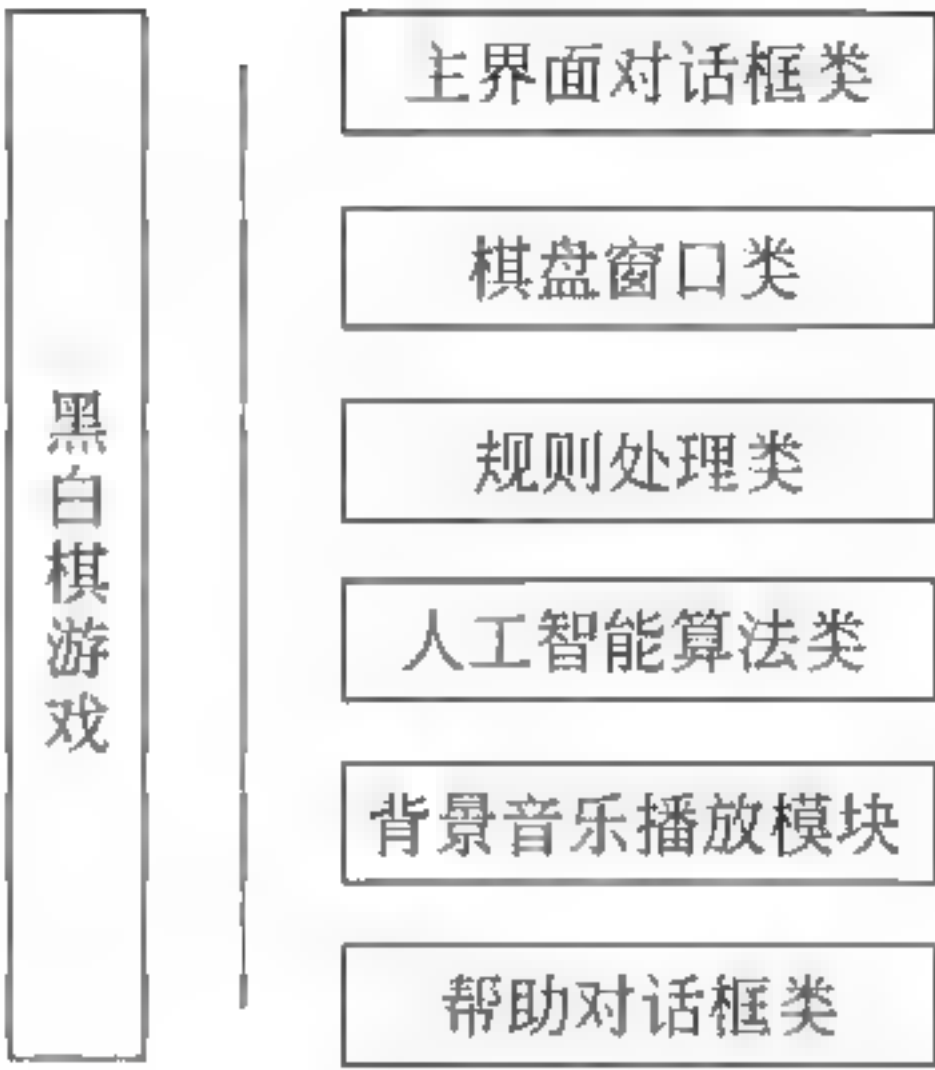 黑白棋游戏
主界面对话框类
棋盘窗口类
规则处理类
人工智能算法类
背景音乐播放模块
帮助对话框类